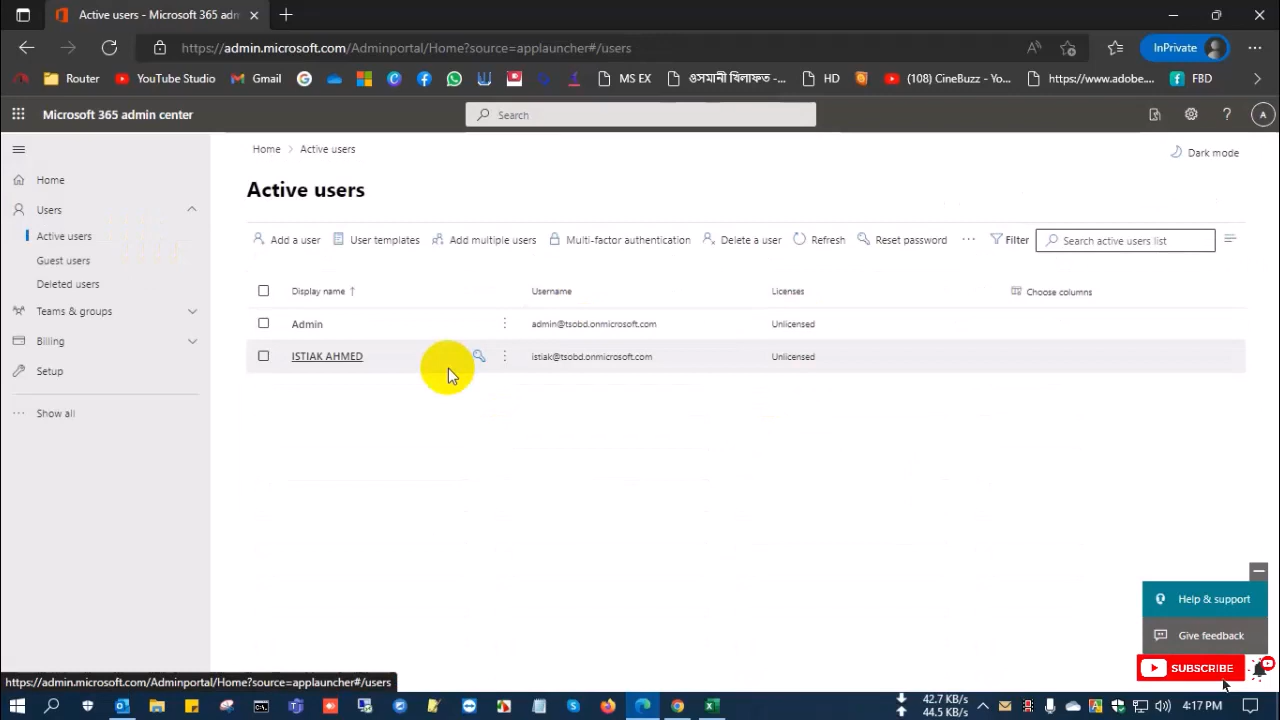 Active users - Microsoft 365 adm
https://admin.microsoft.com/Adminportal/Home?source=applauncher#/users
InPrivate
Router
YouTube Studio
Gmail
MS EX
ওসমানী খিলাফত -...
HD
(108) CineBuzz - Yo...
https://www.adobe....
FBD
Microsoft 365 admin center
Search
A
Home
Users
Active users
Guest users
Deleted users
Teams & groups
Billing
Setup
Show all
Home > Active users
Dark mode
Active users
Add a user
User templates
Add multiple users
Multi-factor authentication
Delete a user
Refresh
Reset password
Filter
Search active users list
Display name ↑
Username
Licenses
Choose columns
Admin
admin@tsobd.onmicrosoft.com
Unlicensed
ISTIAK AHMED
istiak@tsobd.onmicrosoft.com
Unlicensed
Help & support
Give feedback
SUBSCRIBE
https://admin.microsoft.com/Adminportal/Home?source=applauncher#/users
42.7 KB/s
44.5 KB/s
4:17 PM